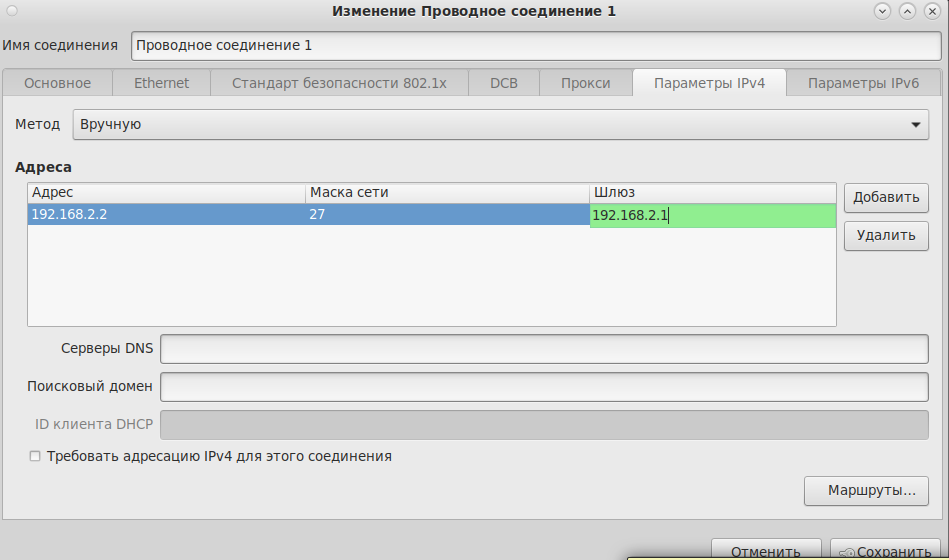 Изменение Проводное соединение 1
Имя соединения Проводное соединение 1
Основное Ethernet Стандарт безопасности 802.1x DCB Прокси Параметры IPv4 Параметры IPv6
Метод Вручную
Адреса
Адрес Маска сети Шлюз
192.168.2.2 27 192.168.2.1
Добавить
Удалить
Серверы DNS
Поисковый домен
ID клиента DHCP
Требовать адресацию IPv4 для этого соединения
Маршруты...
Отменить Сохранить